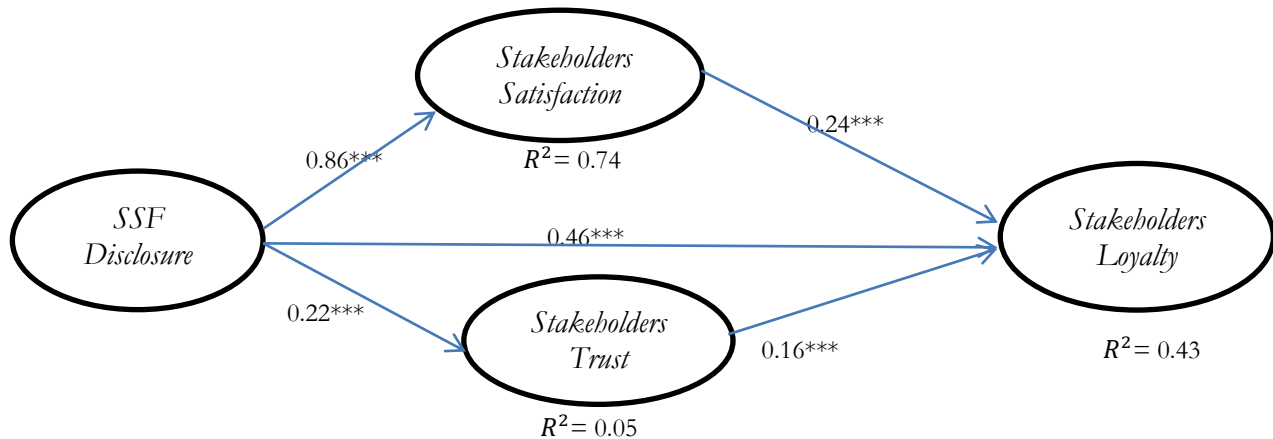 Stakeholders
Satisfaction
0.24***
0.86***
R² = 0.74
SSF
Disclosure
0.46***
Stakeholders
Loyalty
0.22***
Stakeholders
Trust
0.16***
R² = 0.43
R² = 0.05